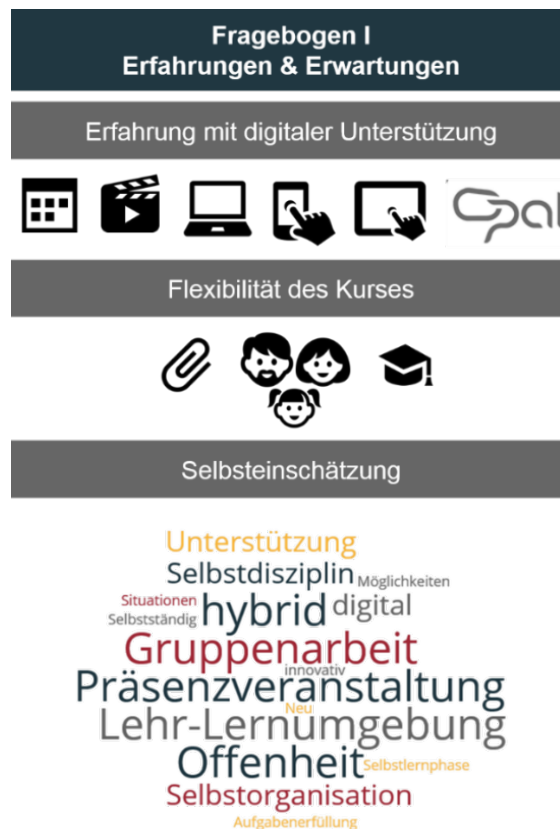 Fragebogen I
Erfahrungen & Erwartungen
Erfahrung mit digitaler Unterstützung
Opal
Flexibilität des Kurses
Selbsteinschätzung
Unterstützung
Selbstdisziplin Möglichkeiten
Situationen hybrid digital
Selbstständig
Gruppenarbeit
innovativ
Präsenzveranstaltung
Neu
Lehr-Lernumgebung
Offenheit Selbstlernphase
Selbstorganisation
Aufgabenerfüllung